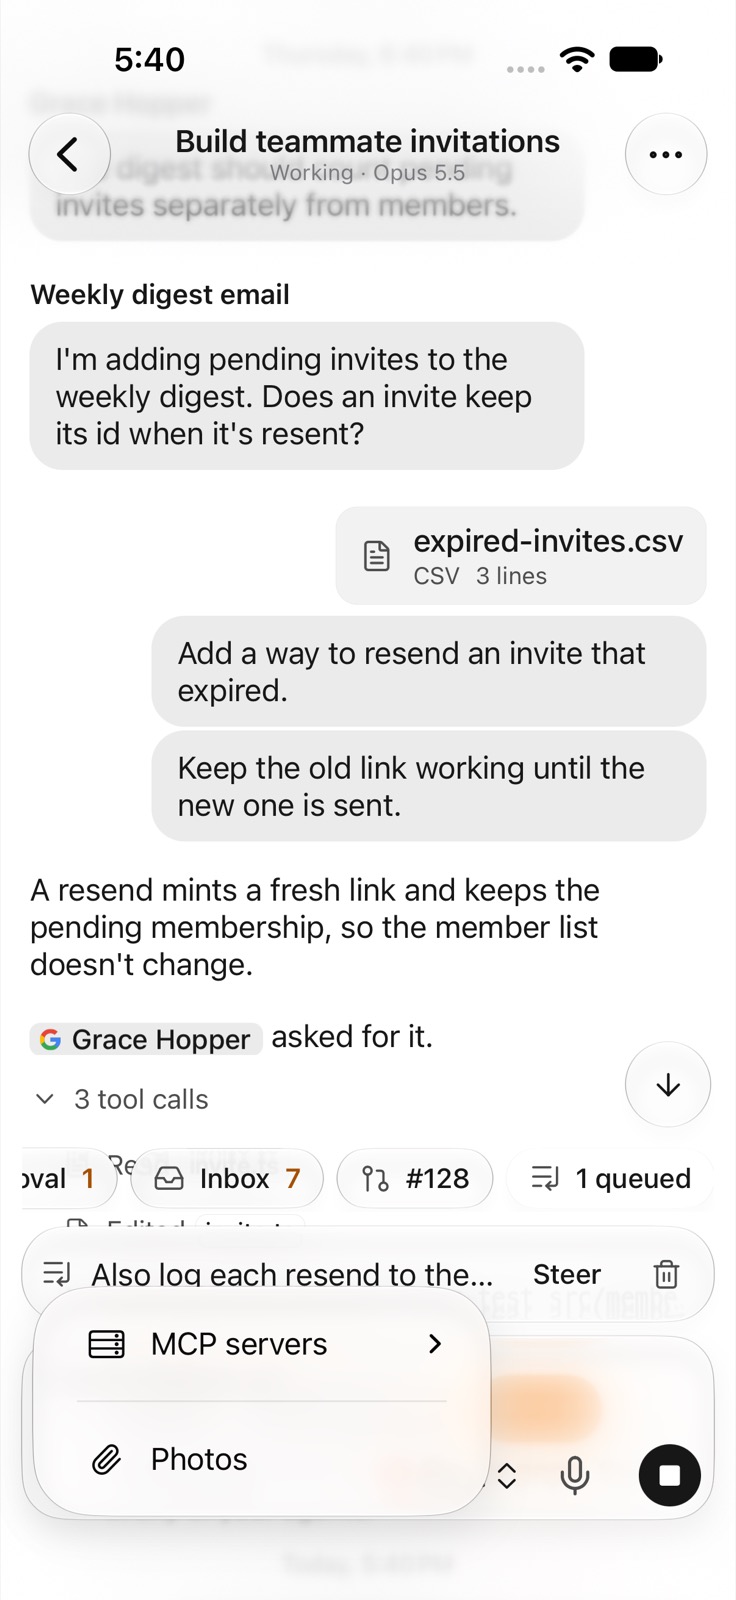 5:40
Build teammate invitations
Working · Opus 5.5
digest should count pending
invites separately from members.
Weekly digest email
I'm adding pending invites to the
weekly digest. Does an invite keep
its id when it's resent?
expired-invites.csv
CSV 3 lines
Add a way to resend an invite that
expired.
Keep the old link working until the
new one is sent.
A resend mints a fresh link and keeps the
pending membership, so the member list
doesn't change.
Grace Hopper asked for it.
3 tool calls
oval 1
Inbox 7
#128
1 queued
Also log each resend to the...
Steer
MCP servers
Photos